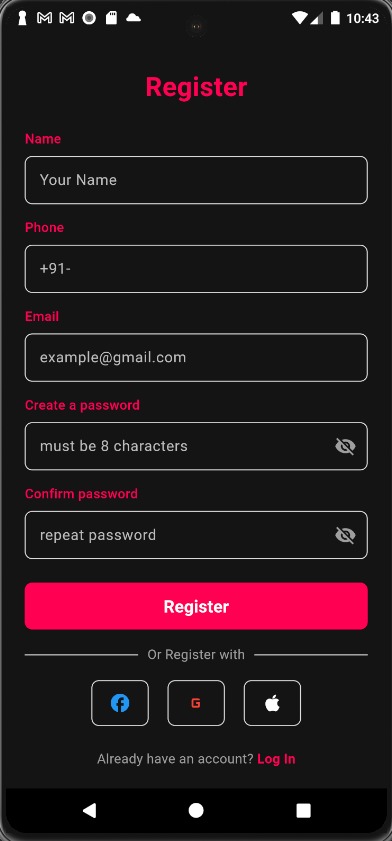 10:43
Register
Name
Your Name
Phone
+91-
Email
example@gmail.com
Create a password
must be 8 characters
Confirm password
repeat password
Register
Or Register with
G
Already have an account? Log In